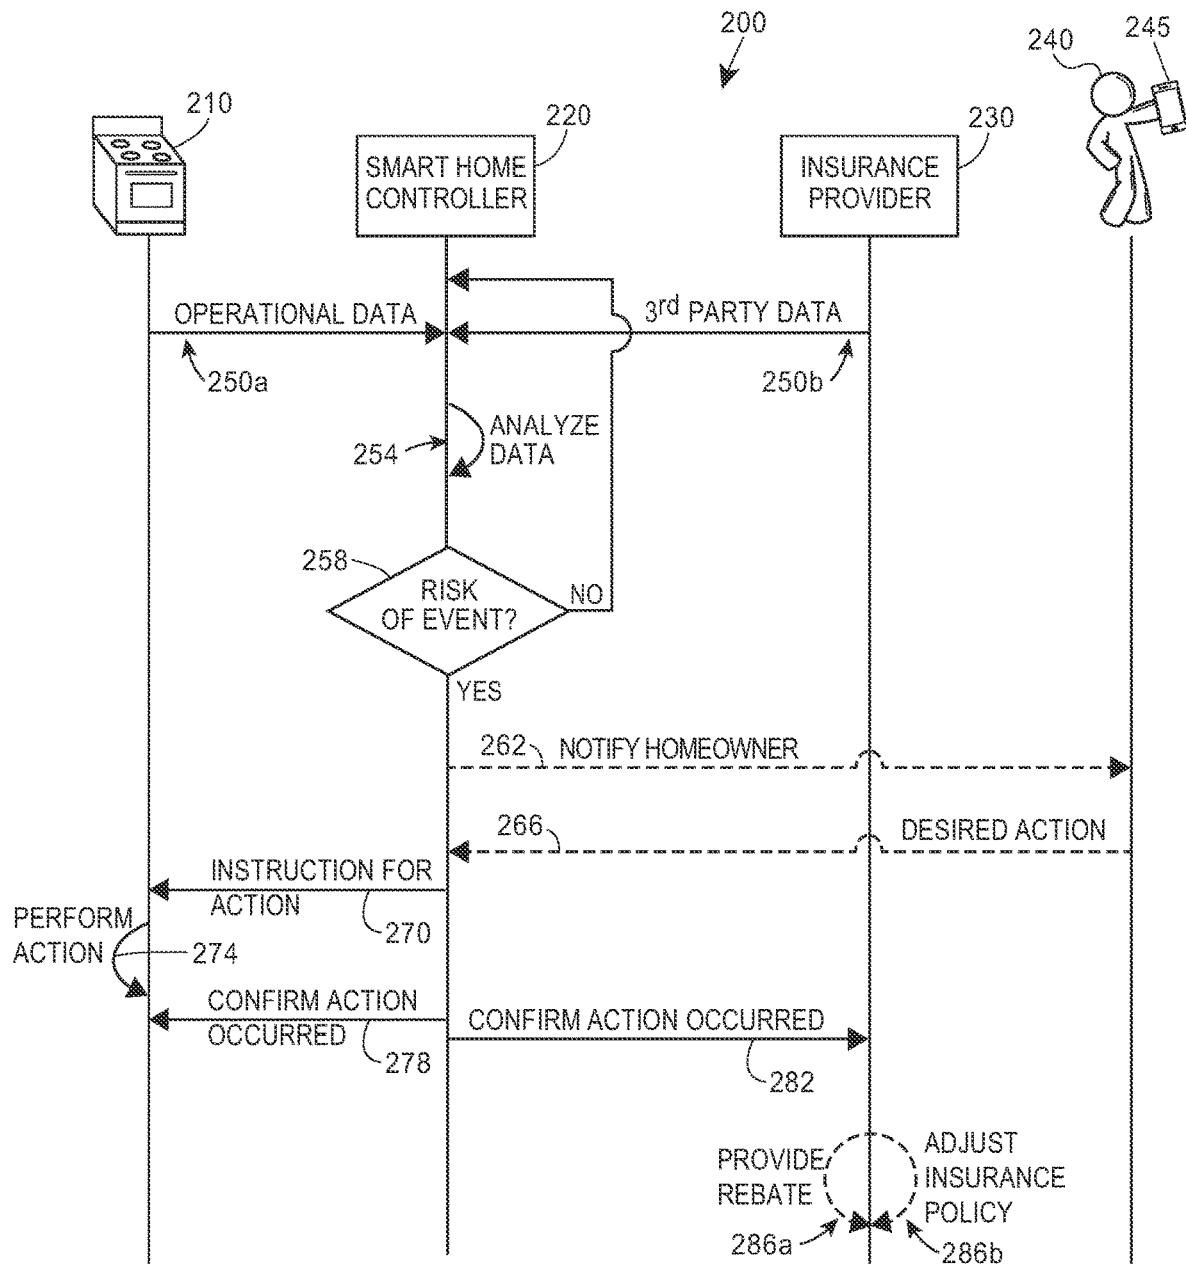 200
240
245
210
220
230
SMART HOME
CONTROLLER
INSURANCE
PROVIDER
OPERATIONAL DATA
3rd PARTY DATA
250a
250b
ANALYZE
DATA
254
258
RISK
OF EVENT?
NO
YES
262
NOTIFY HOMEOWNER
266
DESIRED ACTION
INSTRUCTION FOR
ACTION
270
PERFORM
ACTION
274
CONFIRM ACTION
OCCURRED
278
CONFIRM ACTION OCCURRED
282
PROVIDE
REBATE
ADJUST
INSURANCE
POLICY
286a
286b